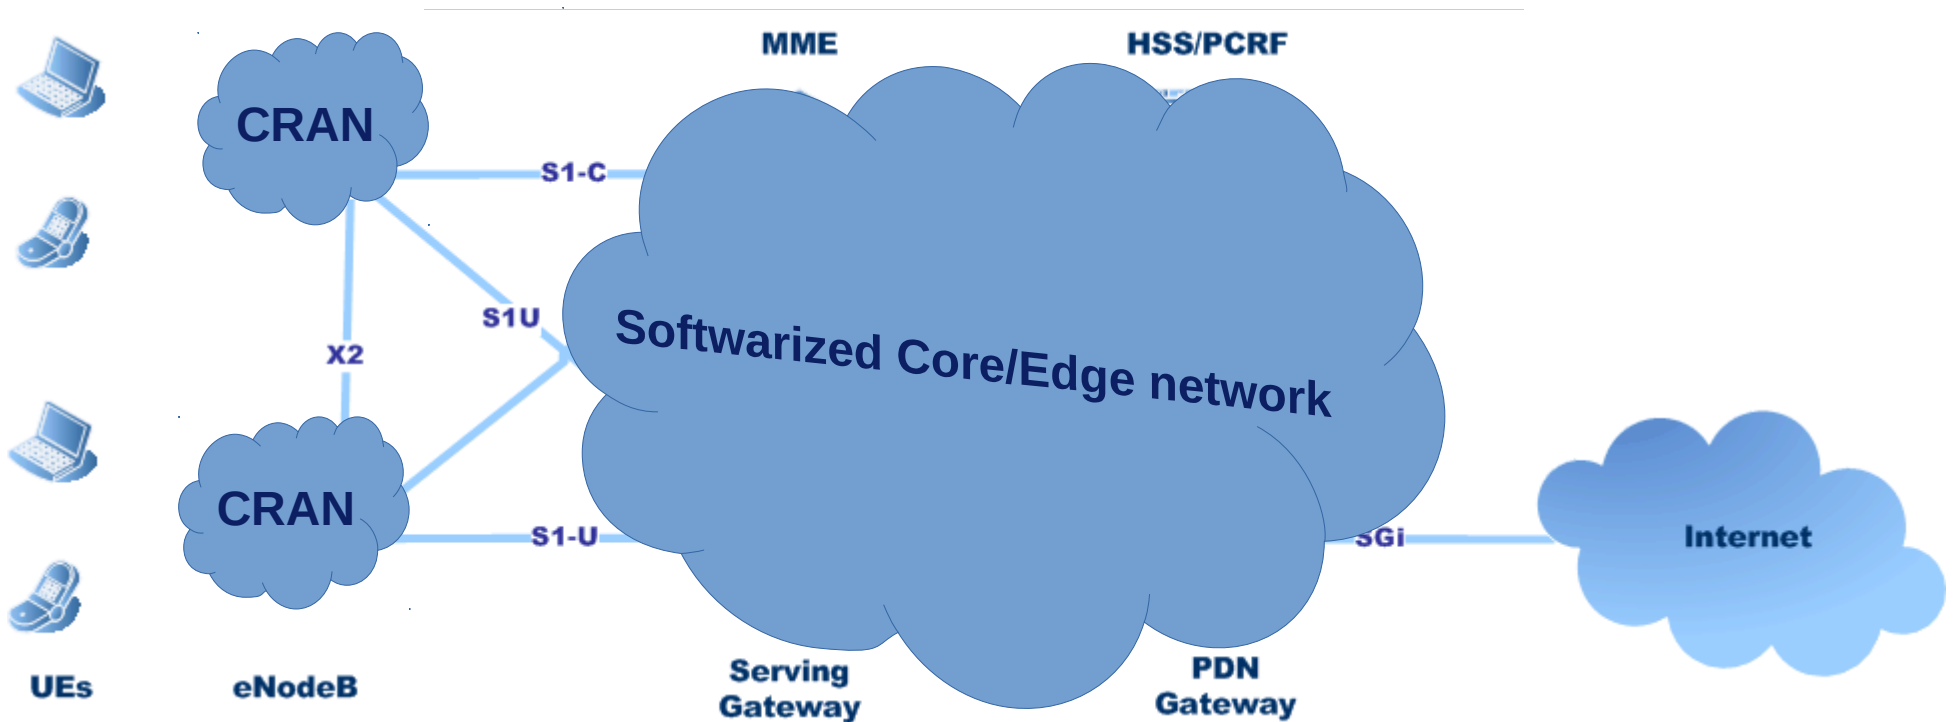 MME
HSS/PCRF
CRAN
S1-C
S1U
X2
Softwarized Core/Edge network
CRAN
S1-U
SGi
Internet
UEs
eNodeB
Serving
Gateway
PDN
Gateway